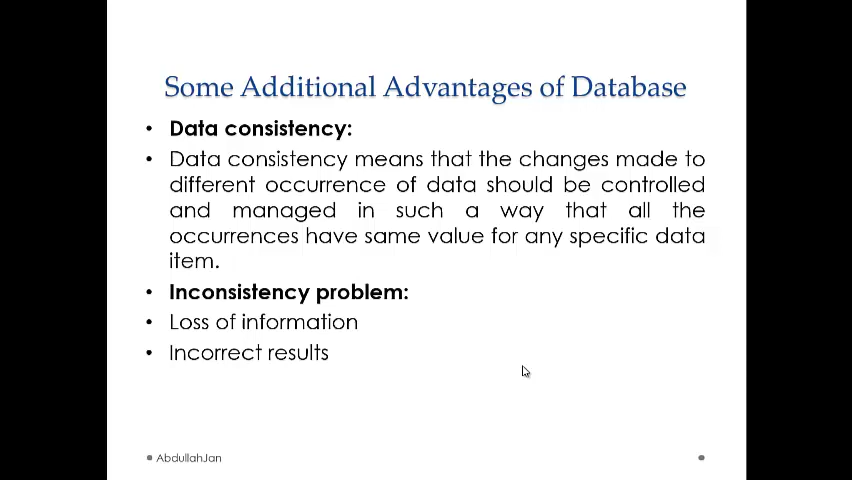 Some Additional Advantages of Database
• Data consistency:
• Data consistency means that the changes made to
different occurrence of data should be controlled
and managed in such a way that all the
occurrences have same value for any specific data
item.
• Inconsistency problem:
• Loss of information
• Incorrect results
AbdullahJan